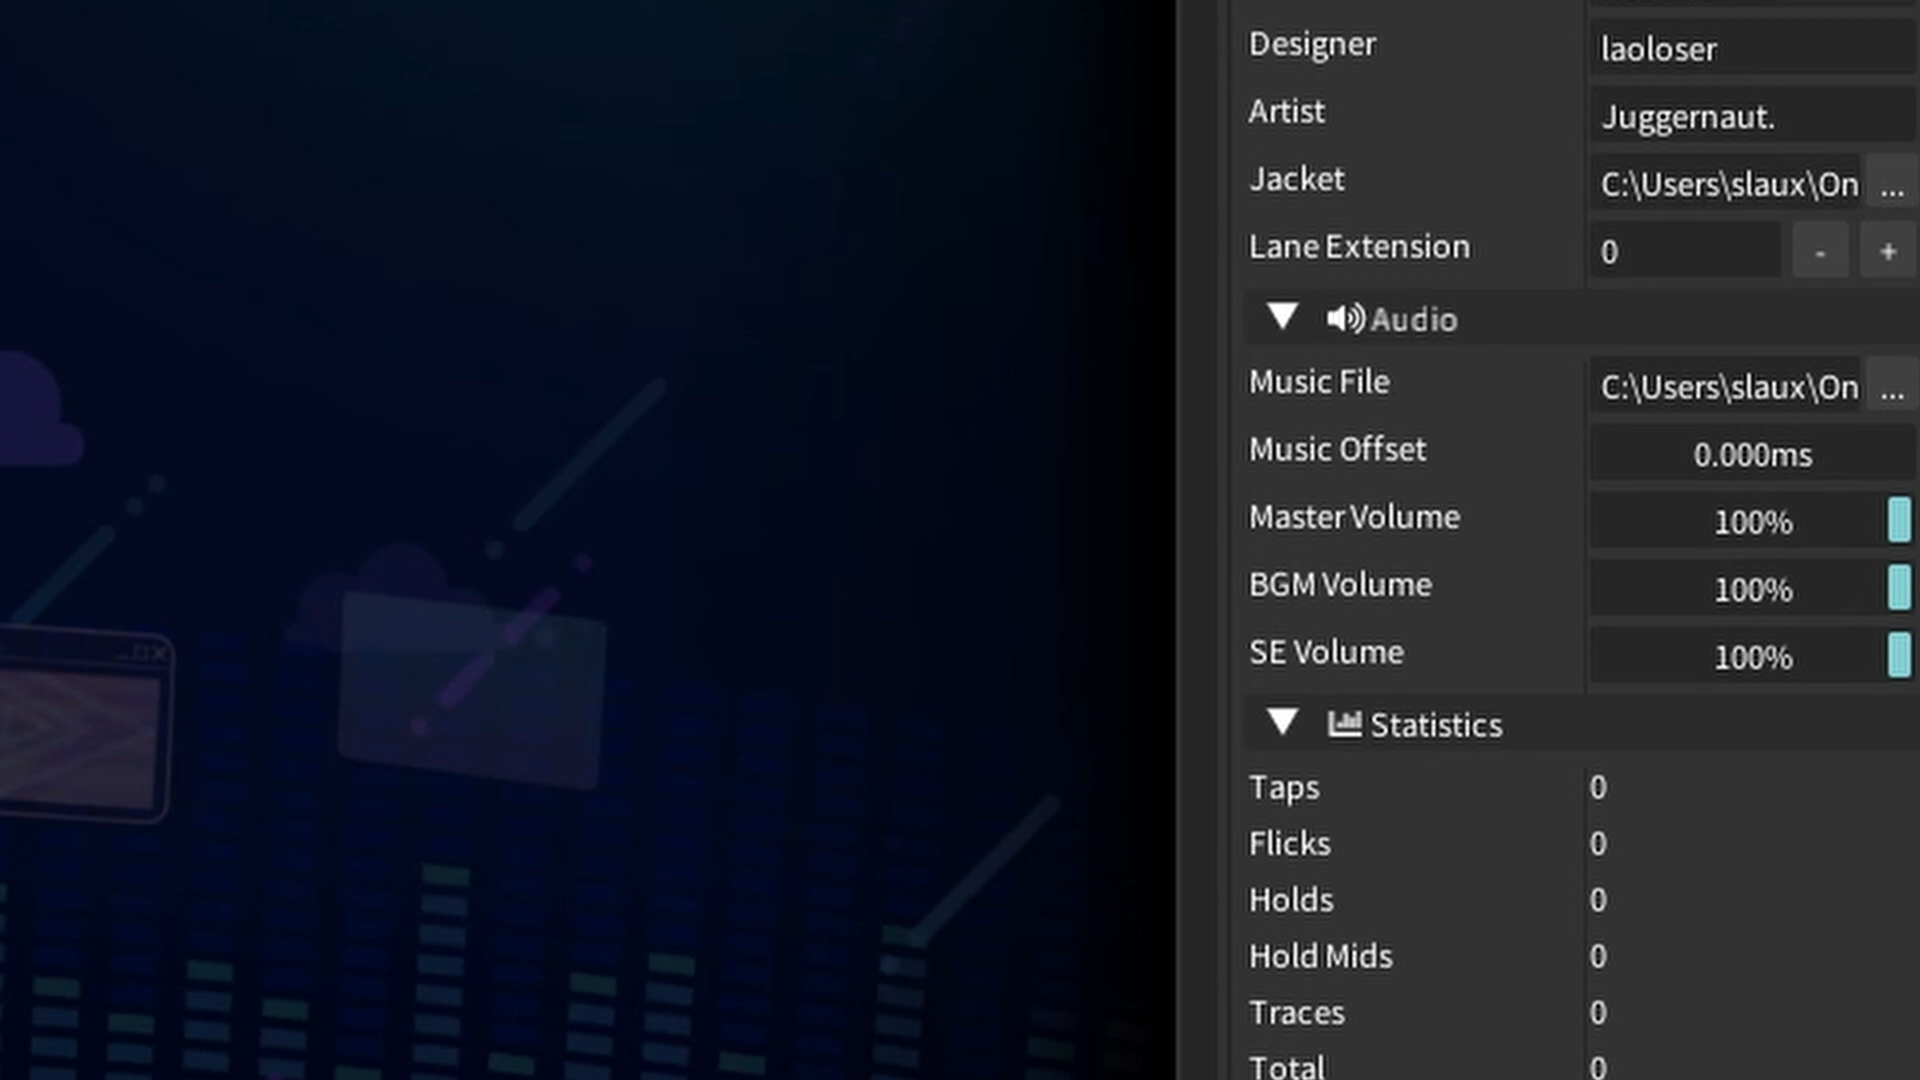 Designer laoloser
Artist Juggernaut.
Jacket C:\Users\slaux\On ...
Lane Extension 0 - +
Audio
Music File C:\Users\slaux\On ...
Music Offset 0.000ms
Master Volume 100%
BGM Volume 100%
SE Volume 100%
Statistics
Taps 0
Flicks 0
Holds 0
Hold Mids 0
Traces 0
Total 0